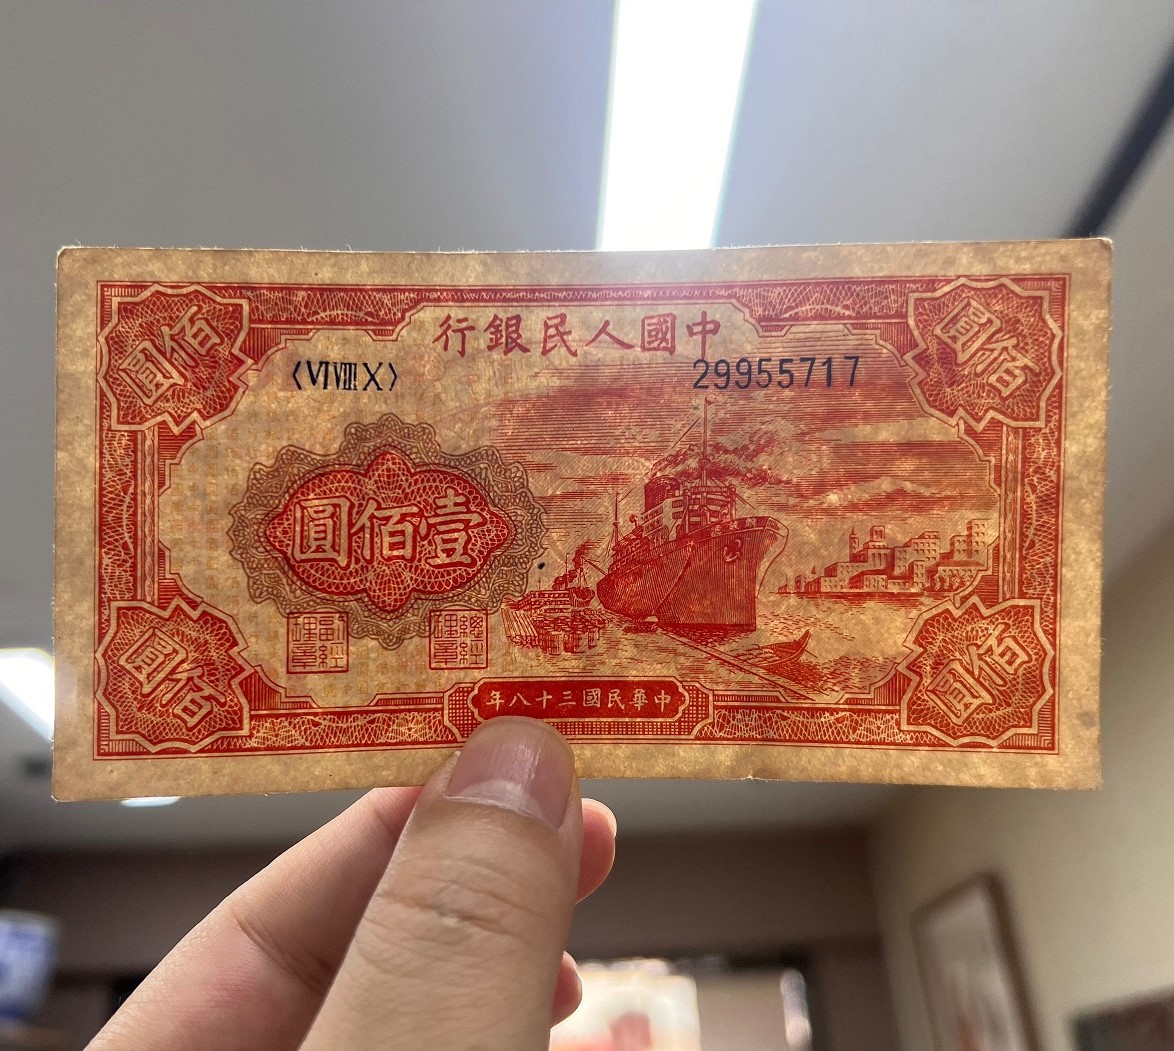 中國人民銀行
〈Ⅵ Ⅷ Ⅹ〉
29955717
佰圓
佰圓
壹佰圓
總經理章
副經理章
佰圓
佰圓
中華民國三十八年